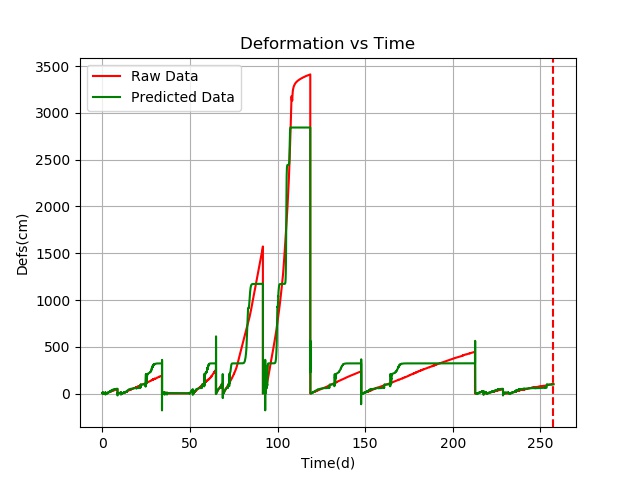 Deformation vs Time
Raw Data
Predicted Data
Defs(cm)
3500
3000
2500
2000
1500
1000
500
0
0 50 100 150 200 250
Time(d)